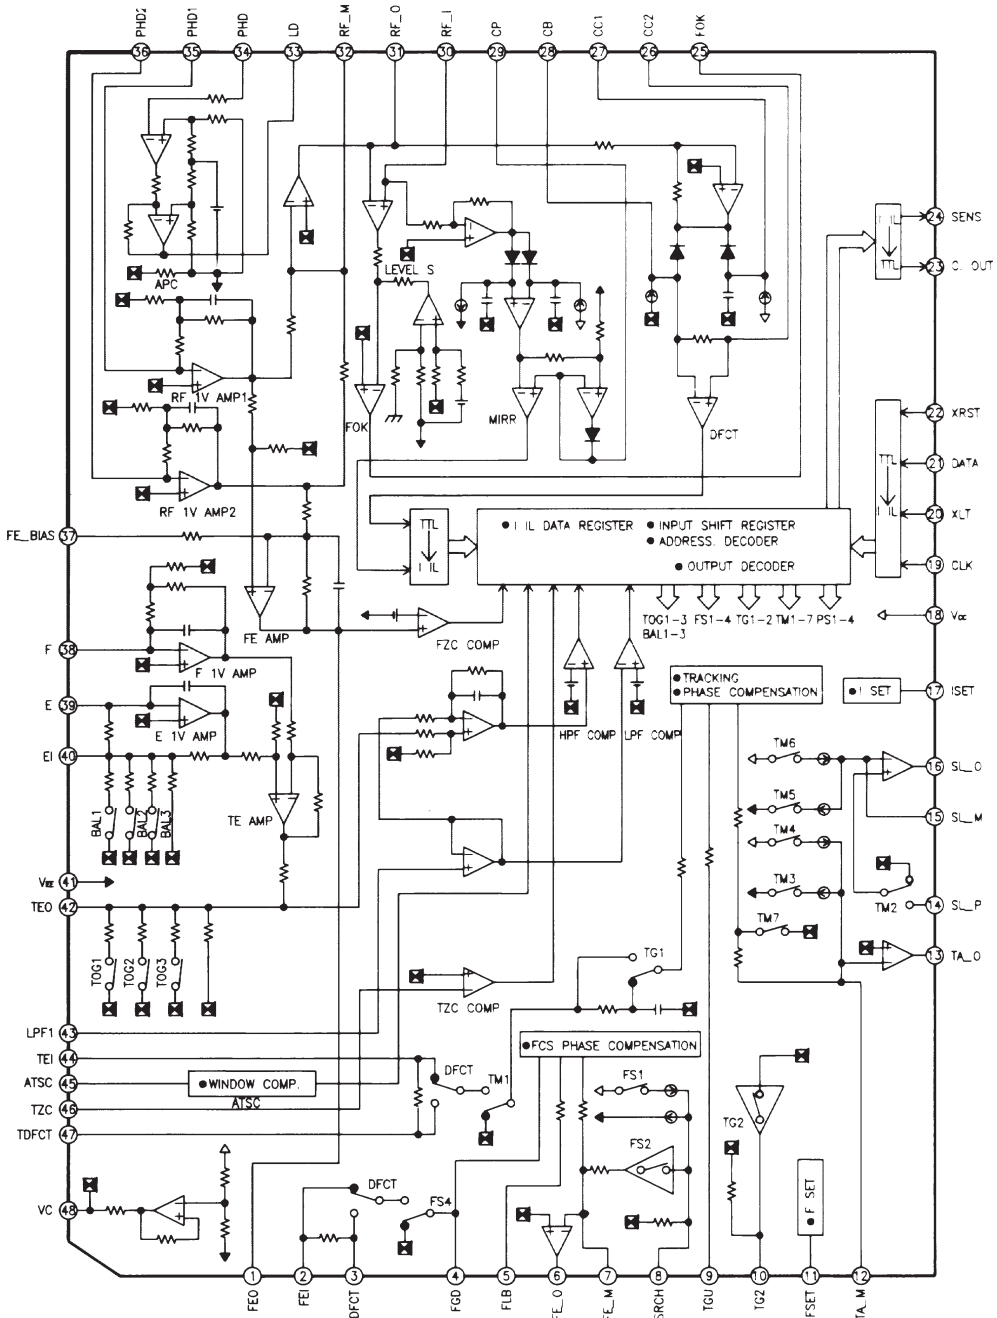 PHD2 PHD1 PHD LD RF_M RF_O RF_I CP CB CC1 CC2 FOK
36 35 34 33 32 31 30 29 28 27 26 25
24 SENS
I IL
TTL
23 C. OUT
LEVEL S
APC
RF 1V AMP1
FOK
MIRR
DFCT
22 XRST
TTL
21 DATA
I IL
20 XLT
19 CLK
RF 1V AMP2
FE_BIAS 37
TTL
I IL
● I IL DATA REGISTER ● INPUT SHIFT REGISTER
● ADDRESS. DECODER
● OUTPUT DECODER
TOG1-3 FS1-4 TG1-2 TM1-7 PS1-4
BAL1-3
18 Vcc
FE AMP
FZC COMP
F 38
F 1V AMP
● TRACKING
● PHASE COMPENSATION
● I SET
17 ISET
E 39
E 1V AMP
HPF COMP LPF COMP
EI 40
TM6
16 SL_O
BAL1 BAL2 BAL3
TE AMP
TM5
15 SL_M
TM4
VEE 41
TM3
TM2
14 SL_P
TEO 42
TM7
TOG1 TOG2 TOG3
TG1
13 TA_O
TZC COMP
LPF1 43
● FCS PHASE COMPENSATION
TEI 44
ATSC 45
● WINDOW COMP.
ATSC
DFCT
TM1
FS1
TZC 46
TG2
TDFCT 47
FS2
VC 48
DFCT
FS4
● F SET
1 2 3 4 5 6 7 8 9 10 11 12
FEO FEI DFCT FGD FLB FE_O FE_M SRCH TGU TG2 FSET TA_M